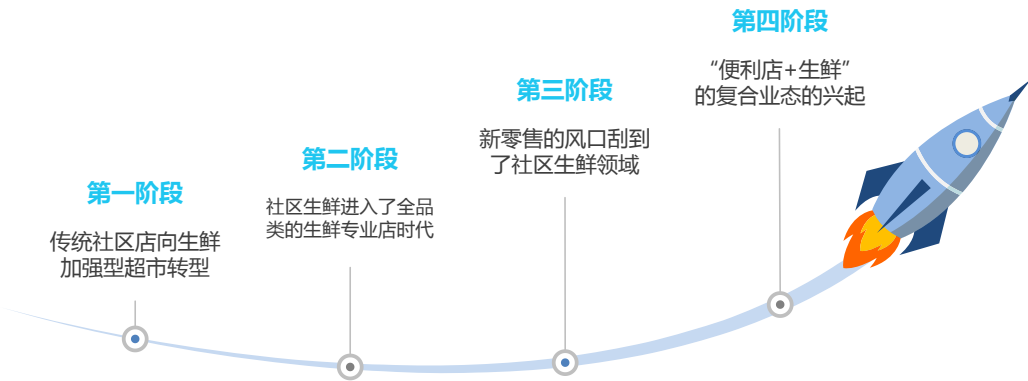 第一阶段
传统社区店向生鲜
加强型超市转型
第二阶段
社区生鲜进入了全品
类的生鲜专业店时代
第三阶段
新零售的风口刮到
了社区生鲜领域
第四阶段
“便利店+生鲜”
的复合业态的兴起